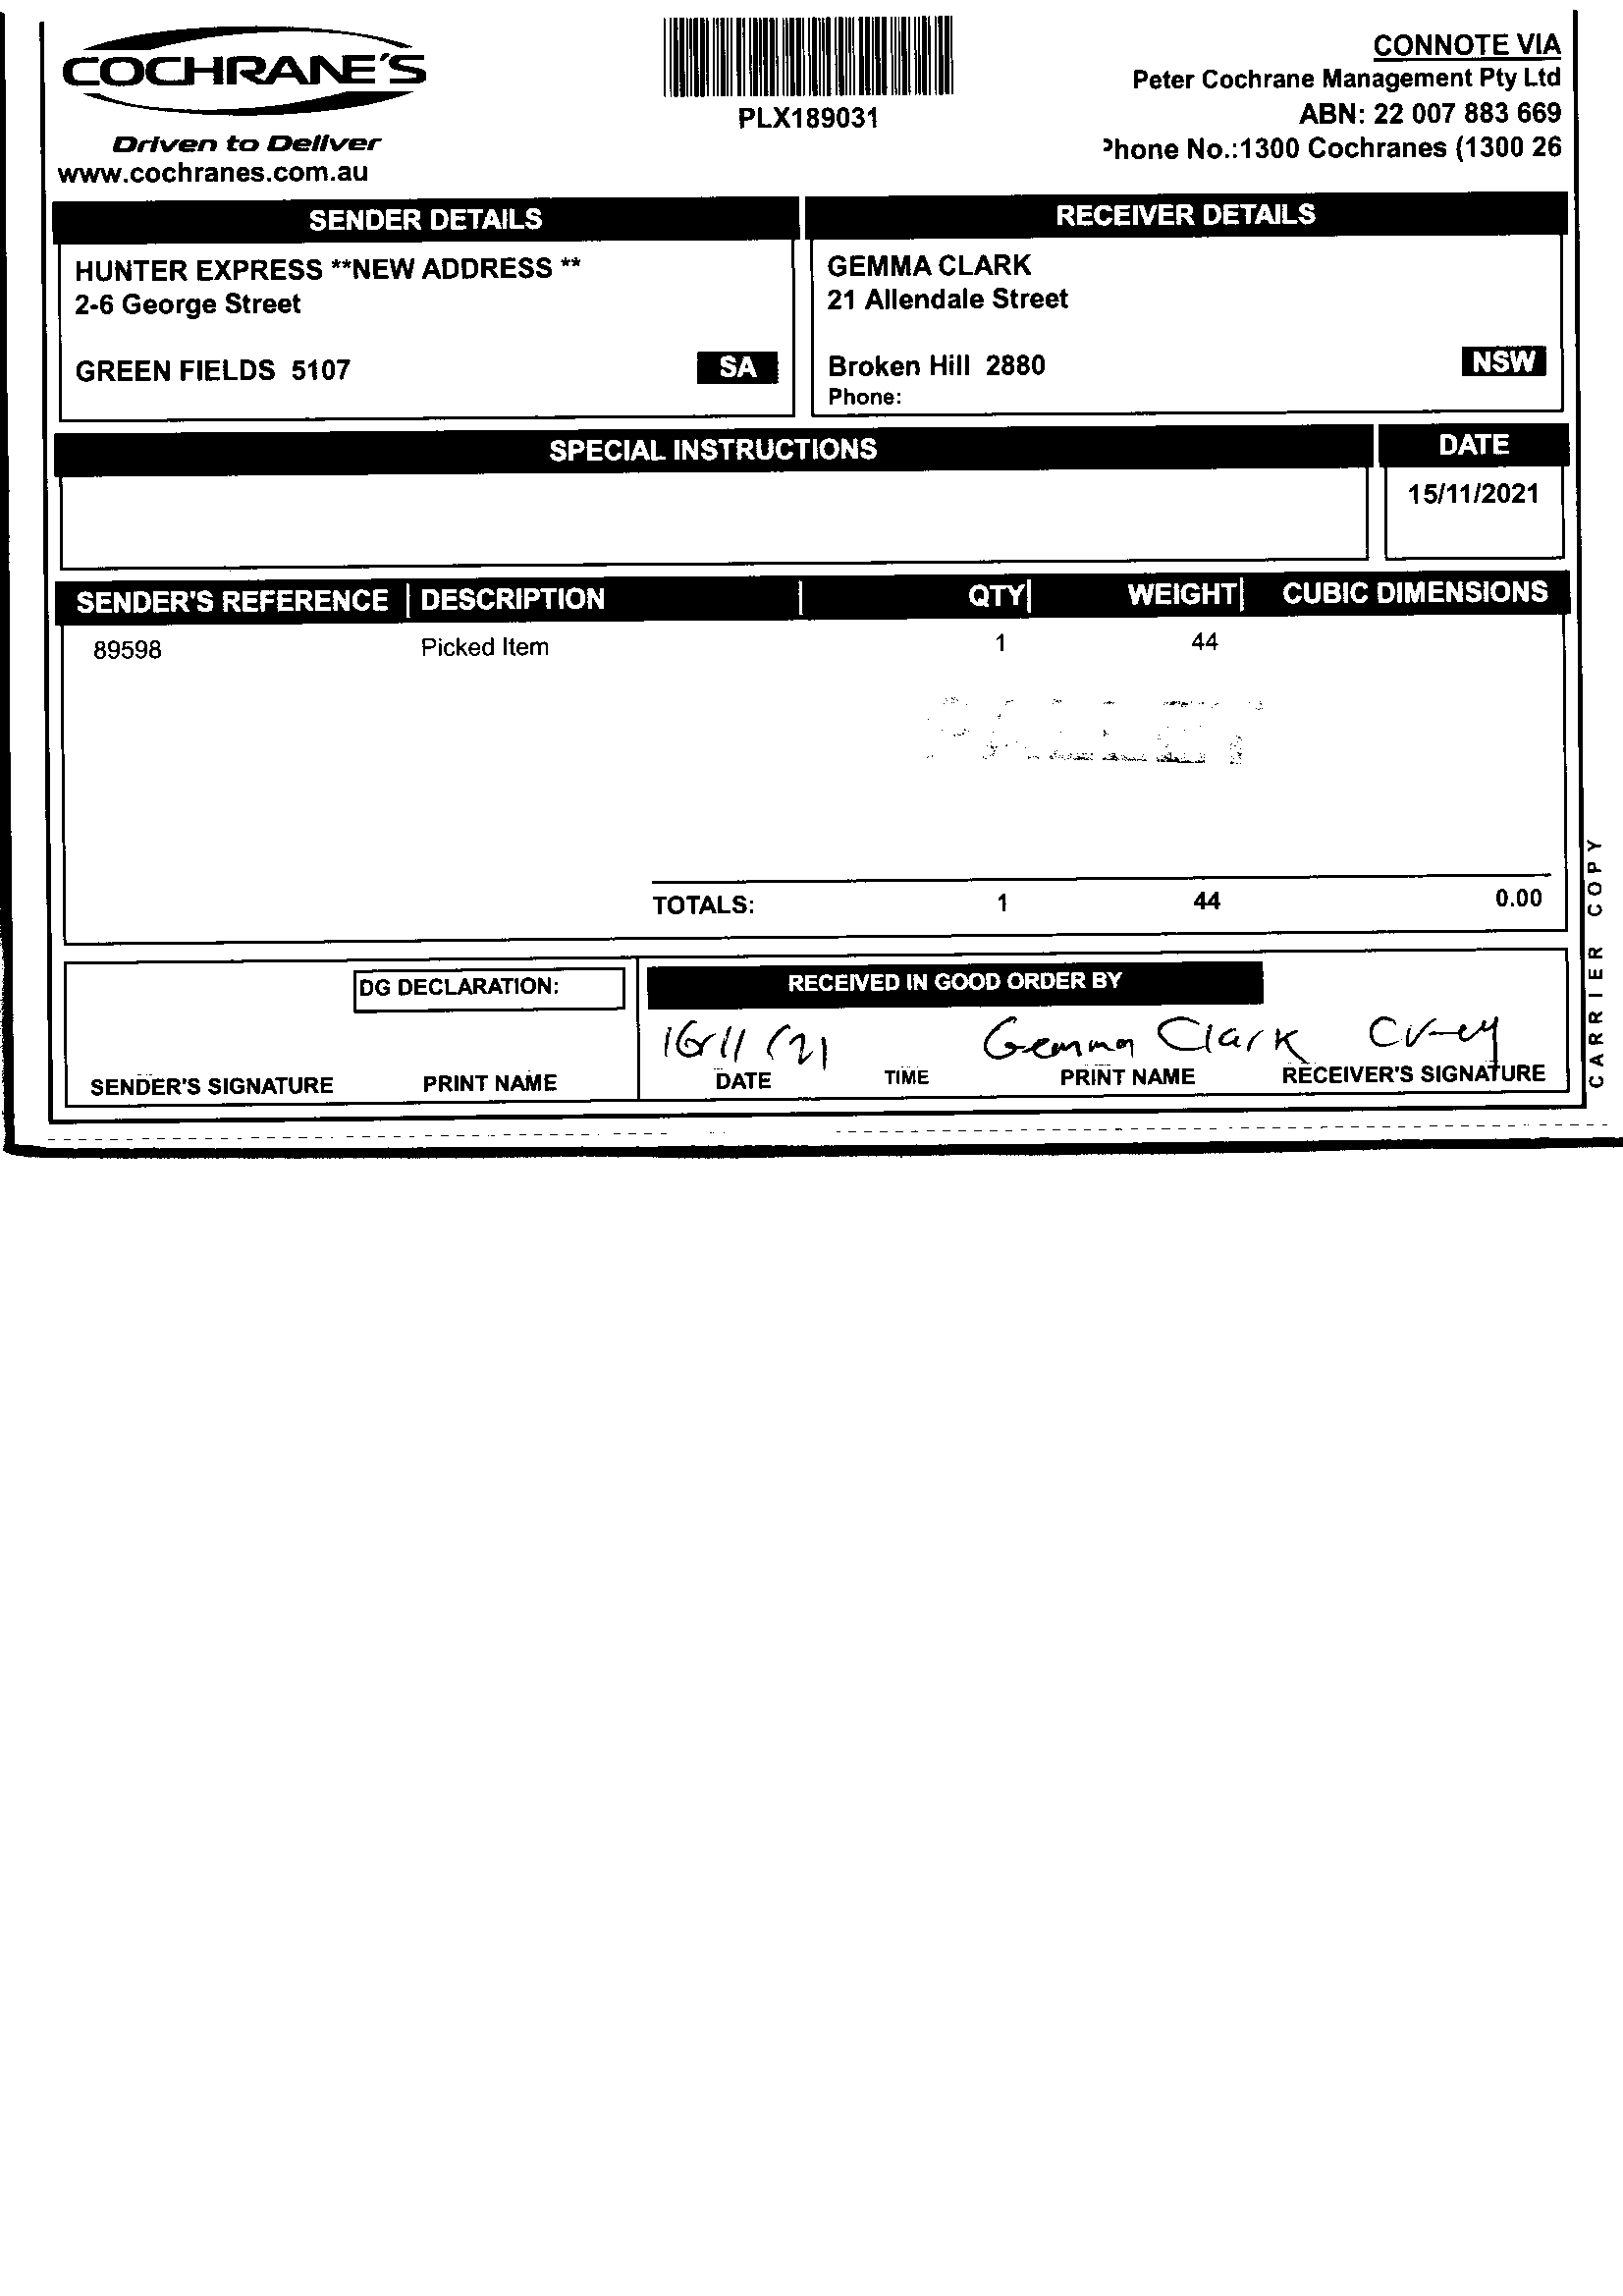 COCHRANE'S
Driven to Deliver
www.cochranes.com.au
PLX189031
CONNOTE VIA
Peter Cochrane Management Pty Ltd
ABN: 22 007 883 669
Phone No.:1300 Cochranes (1300 26
SENDER DETAILS
HUNTER EXPRESS **NEW ADDRESS **
2-6 George Street
GREEN FIELDS 5107 SA
RECEIVER DETAILS
GEMMA CLARK
21 Allendale Street
Broken Hill 2880 NSW
Phone:
SPECIAL INSTRUCTIONS
DATE
15/11/2021
SENDER'S REFERENCE DESCRIPTION QTY WEIGHT CUBIC DIMENSIONS
89598 Picked Item 1 44
PALLET
TOTALS: 1 44 0.00
DG DECLARATION:
SENDER'S SIGNATURE PRINT NAME
RECEIVED IN GOOD ORDER BY
16/11/21 Gemma Clark
DATE TIME PRINT NAME RECEIVER'S SIGNATURE
CARRIER COPY